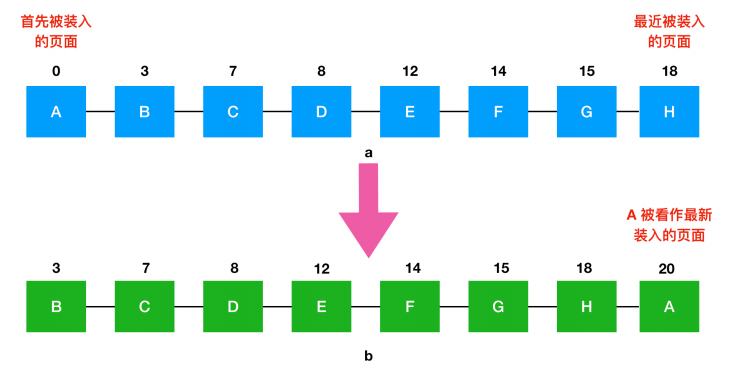 首先被装入
的页面
最近被装入
的页面
0 3 7 8 12 14 15 18
A B C D E F G H
a
A 被看作最新
装入的页面
3 7 8 12 14 15 18 20
B C D E F G H A
b